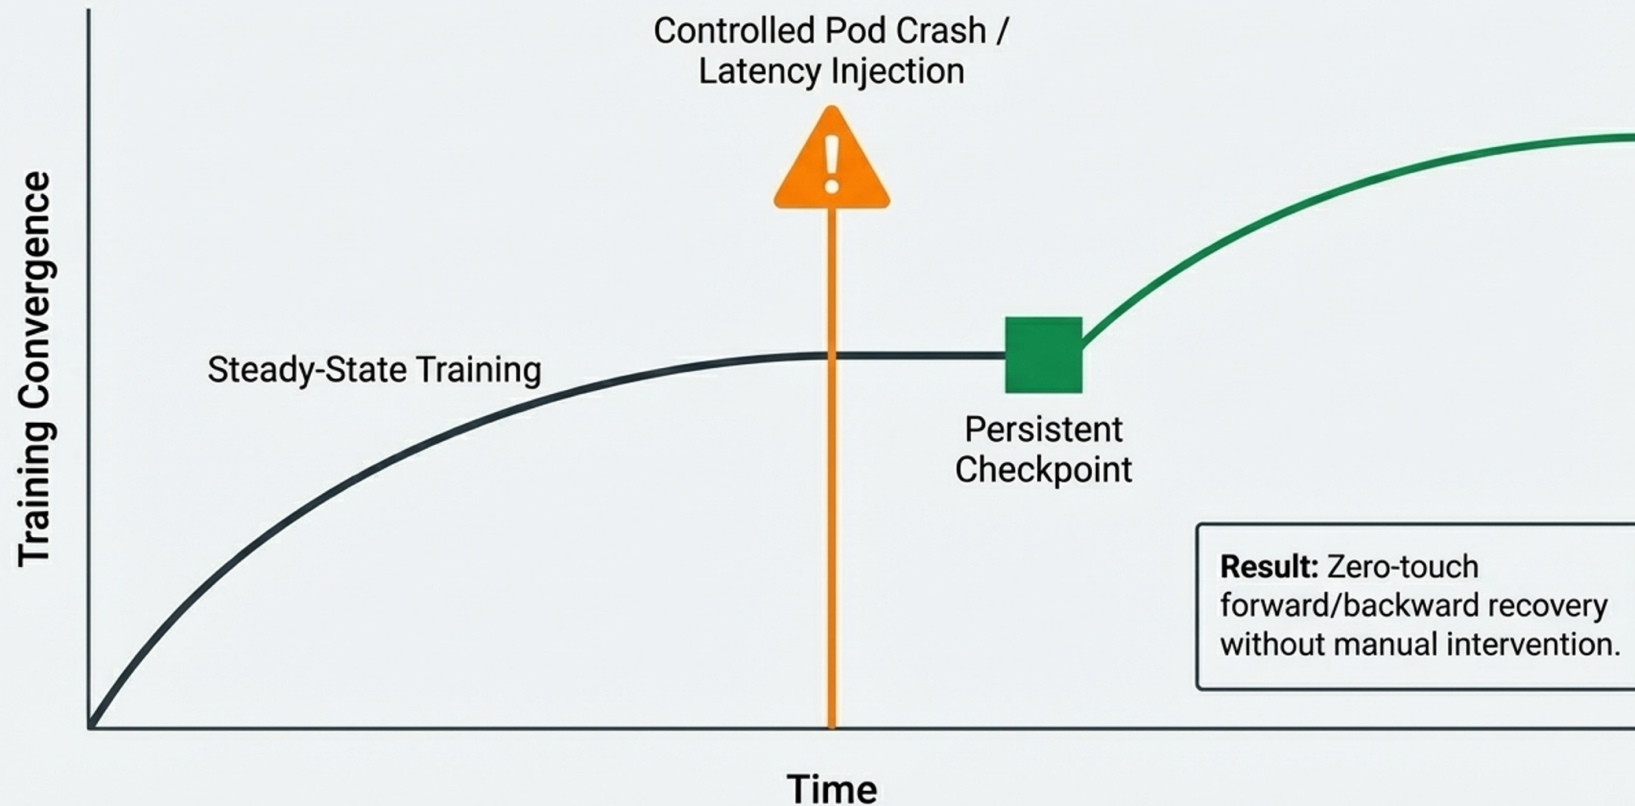 Controlled Pod Crash /
Latency Injection
!
Training Convergence
Steady-State Training
Persistent
Checkpoint
Result: Zero-touch
forward/backward recovery
without manual intervention.
Time